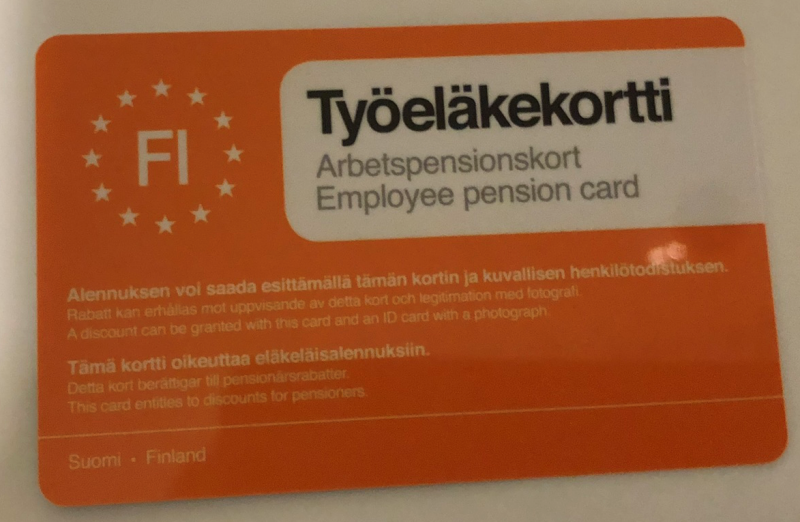 FI
Työeläkekortti
Arbetspensionskort
Employee pension card
Alennuksen voi saada esittämällä tämän kortin ja kuvallisen henkilötodistuksen.
Rabatt kan erhållas mot uppvisande av detta kort och legitimation med fotografi.
A discount can be granted with this card and an ID card with a photograph.
Tämä kortti oikeuttaa eläkeläisalennuksiin.
Detta kort berättigar till pensionärsrabatter.
This card entitles to discounts for pensioners.
Suomi • Finland